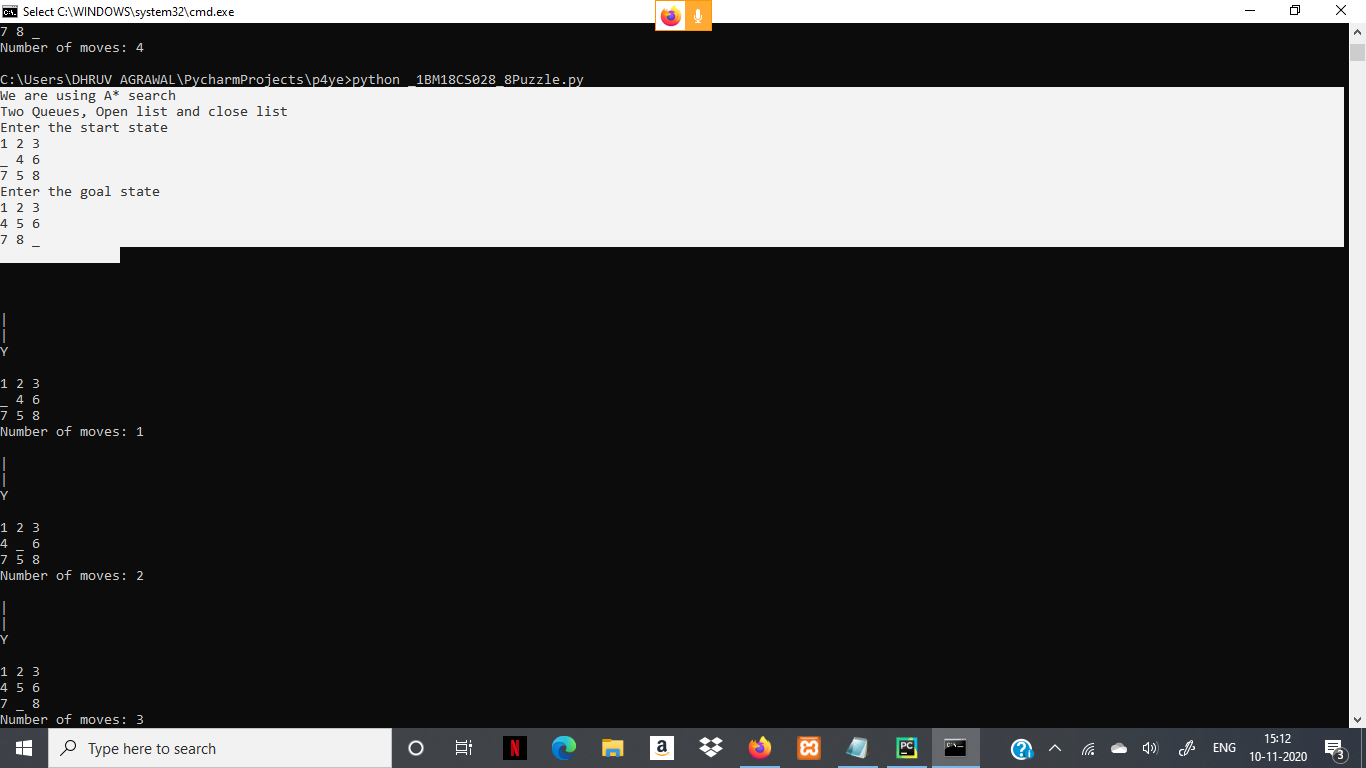 Select C:\WINDOWS\system32\cmd.exe
7 8 _
Number of moves: 4
C:\Users\DHRUV AGRAWAL\PycharmProjects\p4ye>python _1BM18CS028_8Puzzle.py
We are using A* search
Two Queues, Open list and close list
Enter the start state
1 2 3
_ 4 6
7 5 8
Enter the goal state
1 2 3
4 5 6
7 8 _
|
|
Y
1 2 3
_ 4 6
7 5 8
Number of moves: 1
|
|
Y
1 2 3
4 _ 6
7 5 8
Number of moves: 2
|
|
Y
1 2 3
4 5 6
7 _ 8
Number of moves: 3
Type here to search
N
a
PC
C:\.
?
ENG
15:12
10-11-2020
3